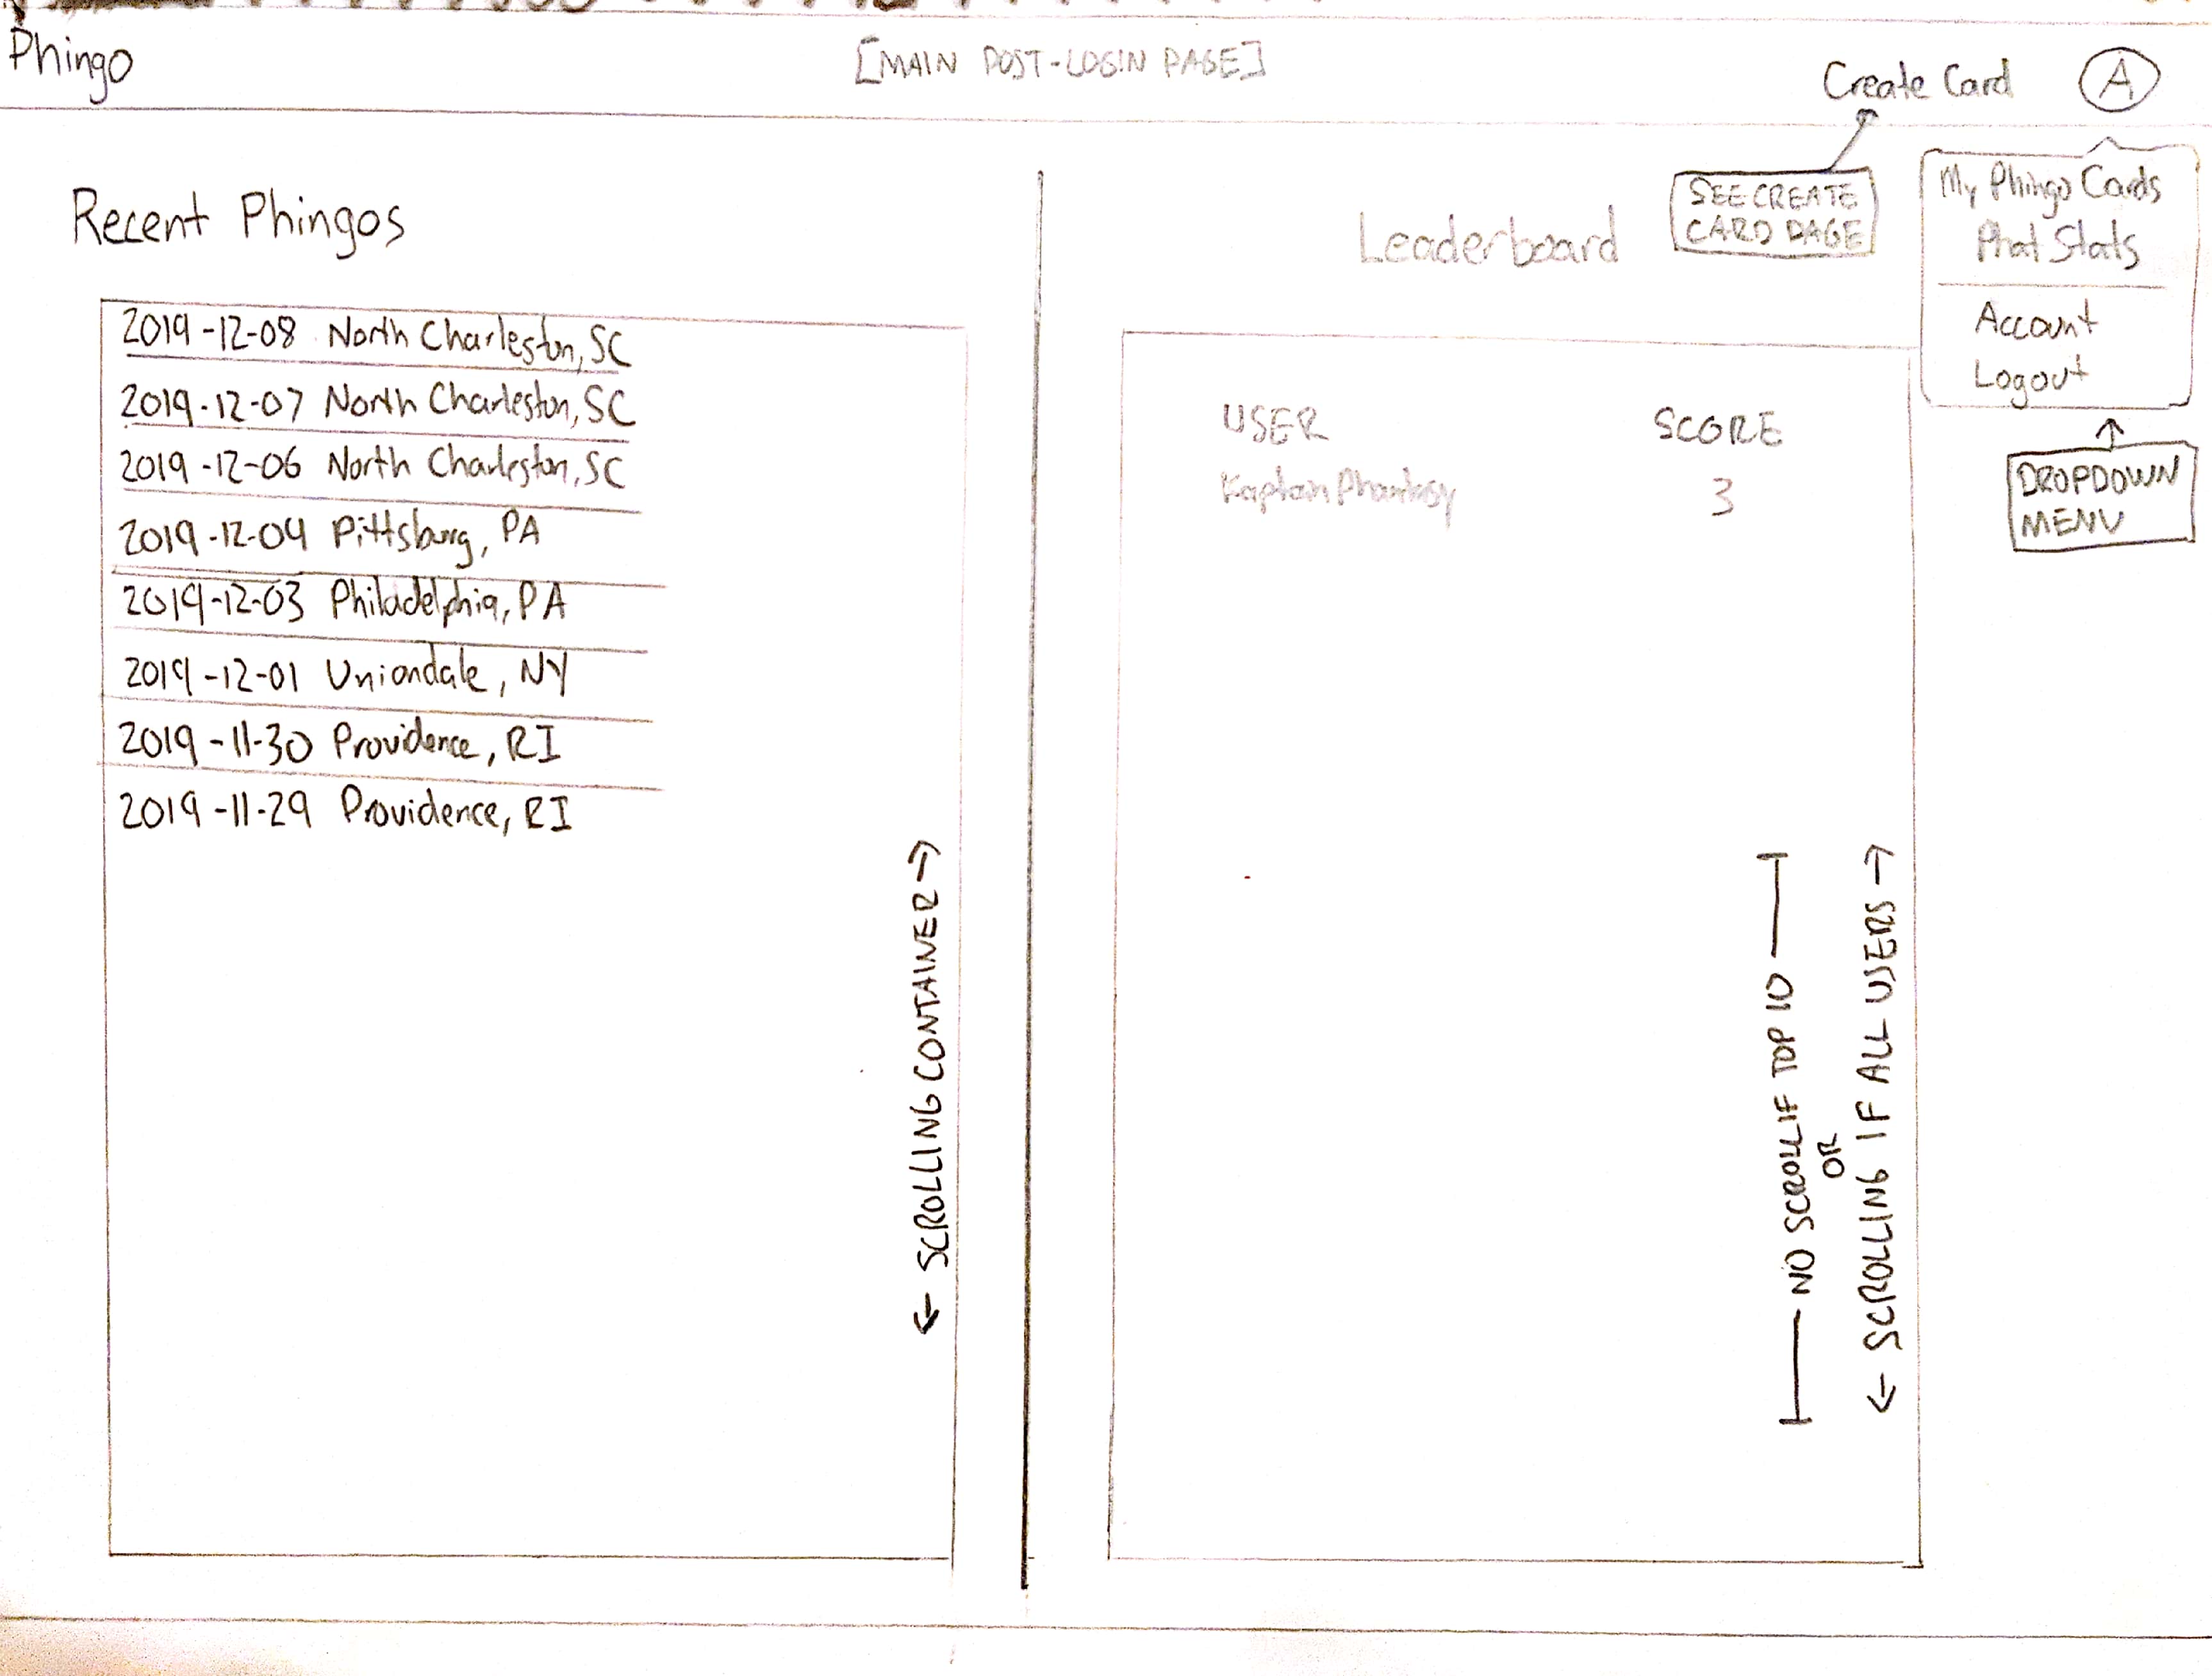 Phingo
[MAIN POST-LOGIN PAGE]
Create Card
A
SEE CREATE
CARD PAGE
My Phingo Cards
Phat Stats
Account
Logout
DROPDOWN
MENU
Recent Phingos
2019-12-08 North Charleston, SC
2019-12-07 North Charleston, SC
2019-12-06 North Charleston, SC
2019-12-04 Pittsburg, PA
2019-12-03 Philadelphia, PA
2019-12-01 Uniondale, NY
2019-11-30 Providence, RI
2019-11-29 Providence, RI
← SCROLLING CONTAINER →
Leaderboard
USER SCORE
Kaptain Phantasy 3
NO SCROLL IF TOP 10
OR
← SCROLLING IF ALL USERS →